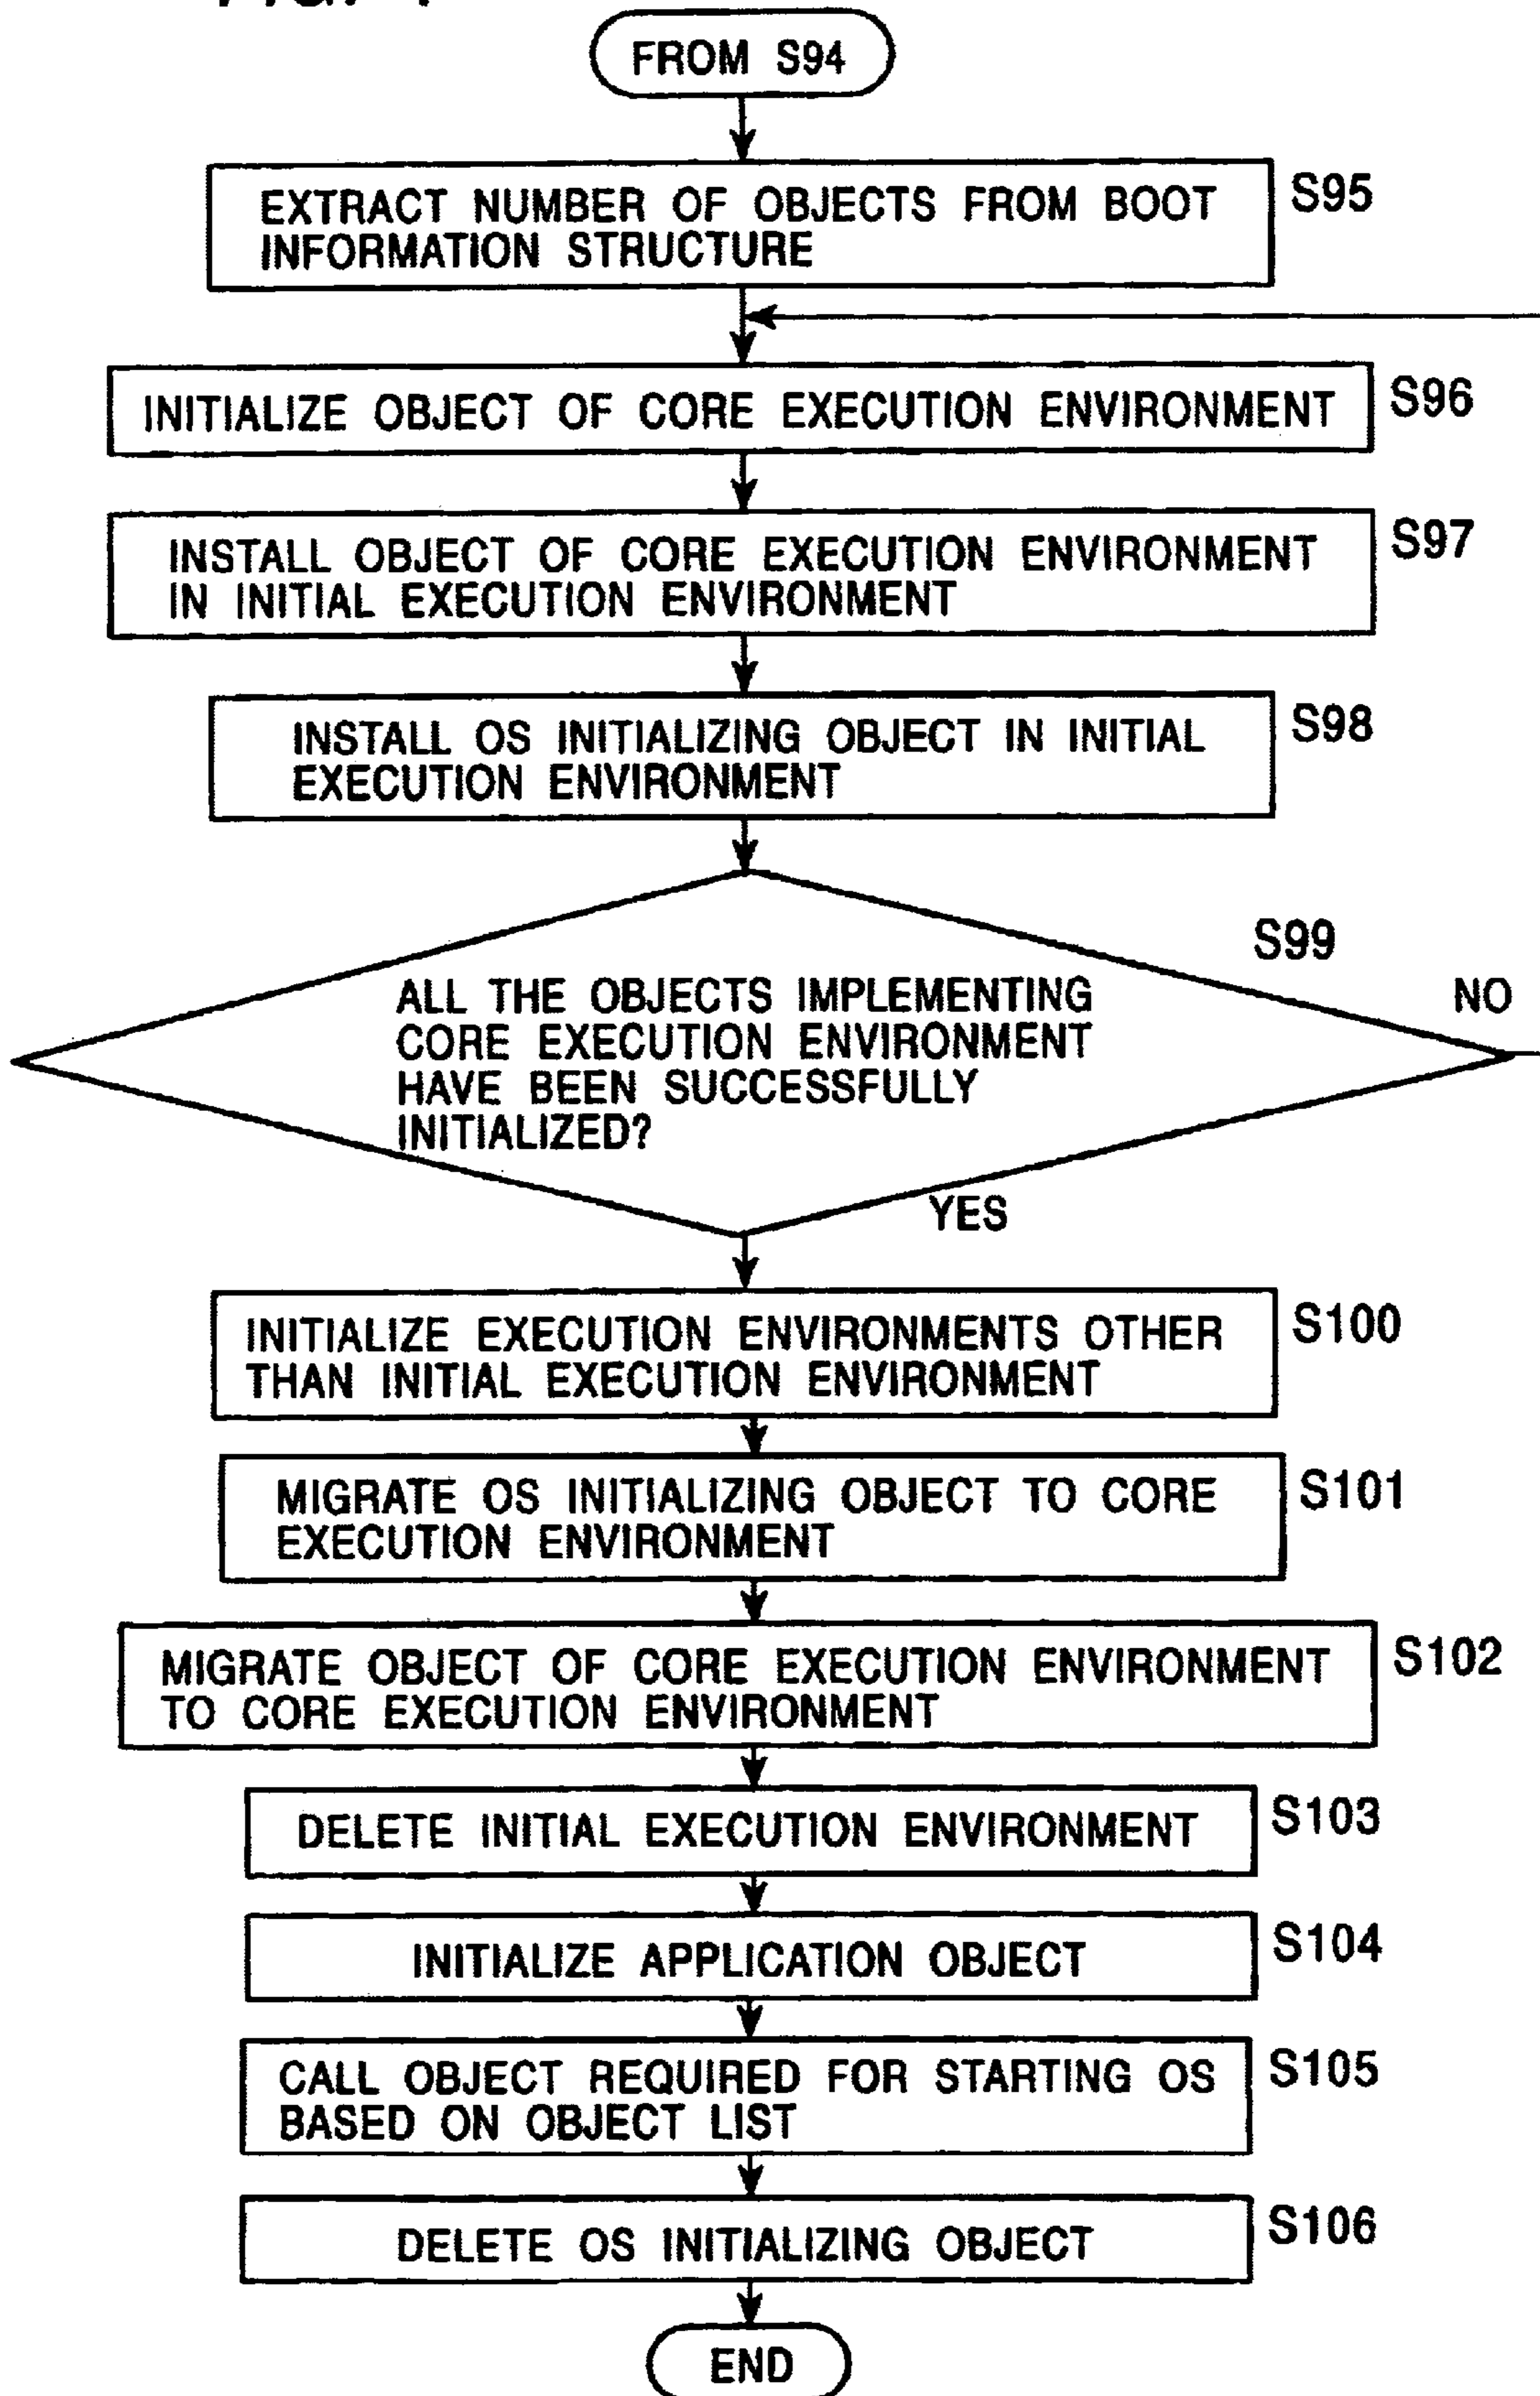 FROM S94
EXTRACT NUMBER OF OBJECTS FROM BOOT
INFORMATION STRUCTURE
S95
INITIALIZE OBJECT OF CORE EXECUTION ENVIRONMENT
S96
INSTALL OBJECT OF CORE EXECUTION ENVIRONMENT
IN INITIAL EXECUTION ENVIRONMENT
S97
INSTALL OS INITIALIZING OBJECT IN INITIAL
EXECUTION ENVIRONMENT
S98
S99
ALL THE OBJECTS IMPLEMENTING
CORE EXECUTION ENVIRONMENT
HAVE BEEN SUCCESSFULLY
INITIALIZED?
NO
YES
INITIALIZE EXECUTION ENVIRONMENTS OTHER
THAN INITIAL EXECUTION ENVIRONMENT
S100
MIGRATE OS INITIALIZING OBJECT TO CORE
EXECUTION ENVIRONMENT
S101
MIGRATE OBJECT OF CORE EXECUTION ENVIRONMENT
TO CORE EXECUTION ENVIRONMENT
S102
DELETE INITIAL EXECUTION ENVIRONMENT
S103
INITIALIZE APPLICATION OBJECT
S104
CALL OBJECT REQUIRED FOR STARTING OS
BASED ON OBJECT LIST
S105
DELETE OS INITIALIZING OBJECT
S106
END